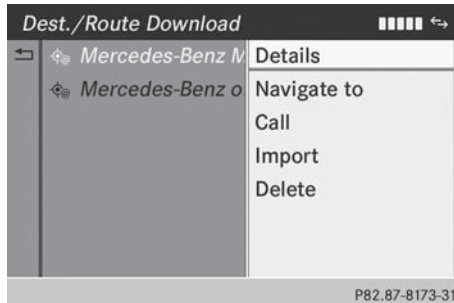 Dest./Route Download
Mercedes-Benz M
Mercedes-Benz o
Details
Navigate to
Call
Import
Delete
P82.87-8173-31